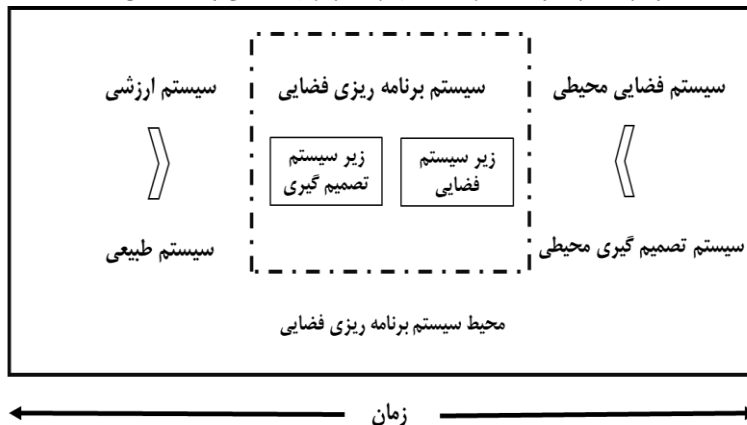 سیستم فضایی محیطی
سیستم برنامه ریزی فضایی
سیستم ارزشی
زیر سیستم
فضایی
زیر سیستم
تصمیم گیری
سیستم تصمیم گیری محیطی
سیستم طبیعی
محیط سیستم برنامه ریزی فضایی
زمان